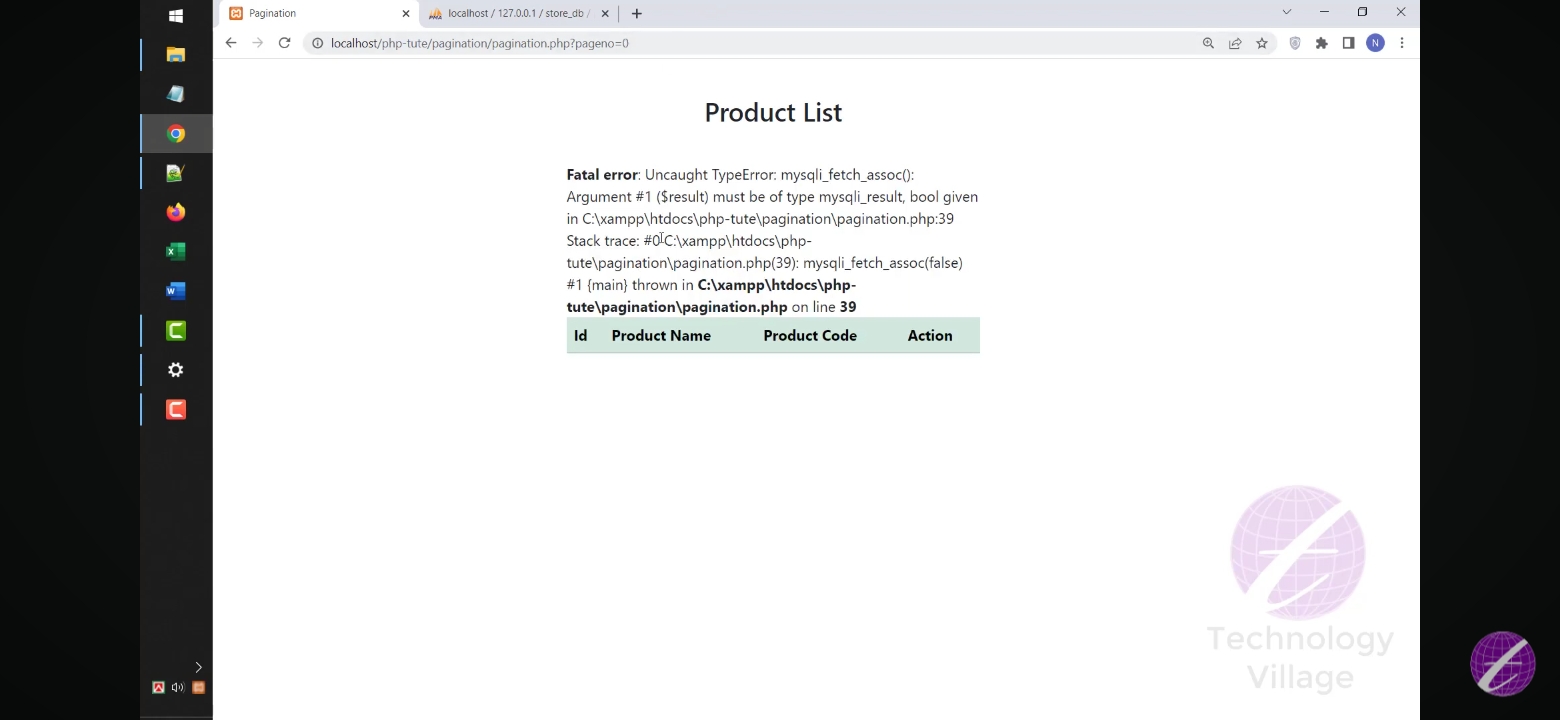 Pagination
localhost / 127.0.0.1 / store_db /
localhost/php-tute/pagination/pagination.php?pageno=0
N
Product List
Fatal error: Uncaught TypeError: mysqli_fetch_assoc():
Argument #1 ($result) must be of type mysqli_result, bool given
in C:\xampp\htdocs\php-tute\pagination\pagination.php:39
Stack trace: #0 C:\xampp\htdocs\php-
tute\pagination\pagination.php(39): mysqli_fetch_assoc(false)
#1 {main} thrown in C:\xampp\htdocs\php-
tute\pagination\pagination.php on line 39
Id Product Name Product Code Action
Technology
Village